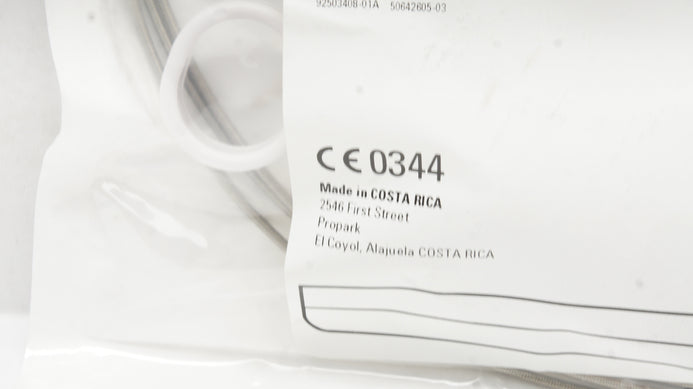 92503408-01A 50642605-03
CE 0344
Made in COSTA RICA
2546 First Street
Propark
El Coyol, Alajuela COSTA RICA